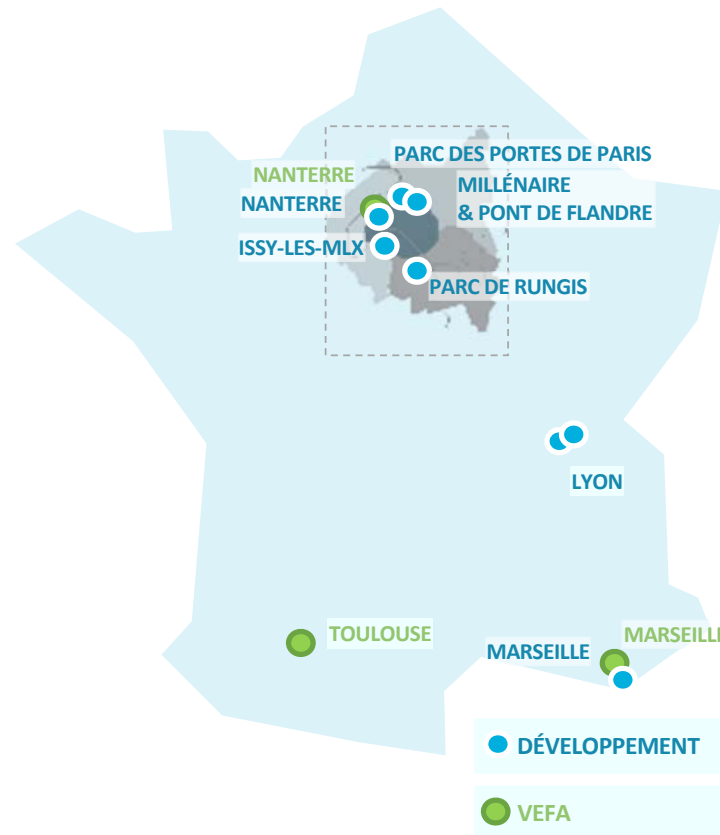 PARC DES PORTES DE PARIS
NANTERRE
MILLÉNAIRE
& PONT DE FLANDRE
NANTERRE
ISSY-LES-MLX
PARC DE RUNGIS
LYON
TOULOUSE
MARSEILLE
MARSEILLE
DÉVELOPPEMENT
VEFA